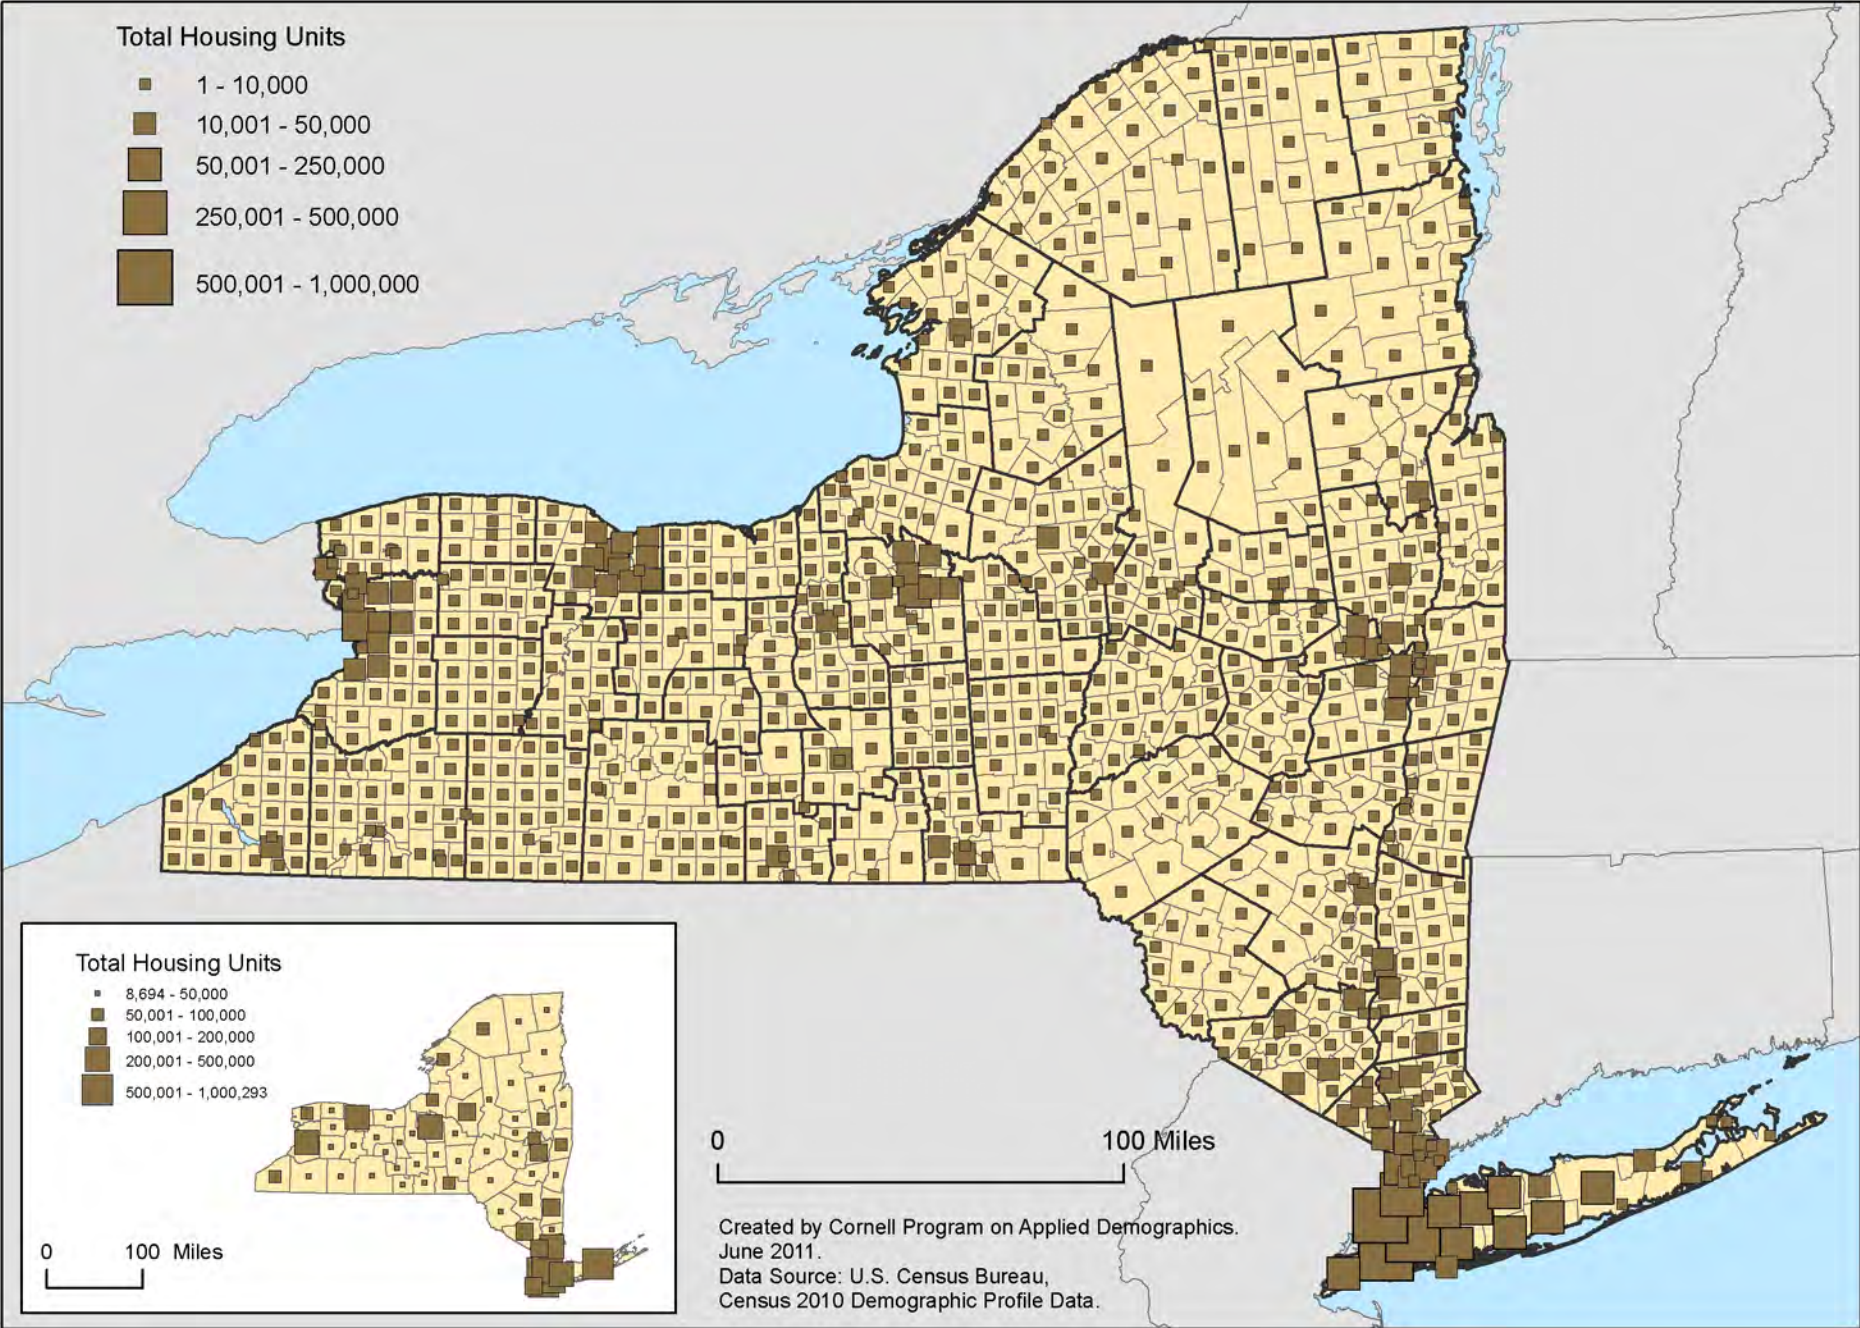 Total Housing Units
1 - 10,000
10,001 - 50,000
50,001 - 250,000
250,001 - 500,000
500,001 - 1,000,000
Total Housing Units
8,694 - 50,000
50,001 - 100,000
100,001 - 200,000
200,001 - 500,000
500,001 - 1,000,293
0 100 Miles
0 100 Miles
Created by Cornell Program on Applied Demographics.
June 2011.
Data Source: U.S. Census Bureau,
Census 2010 Demographic Profile Data.